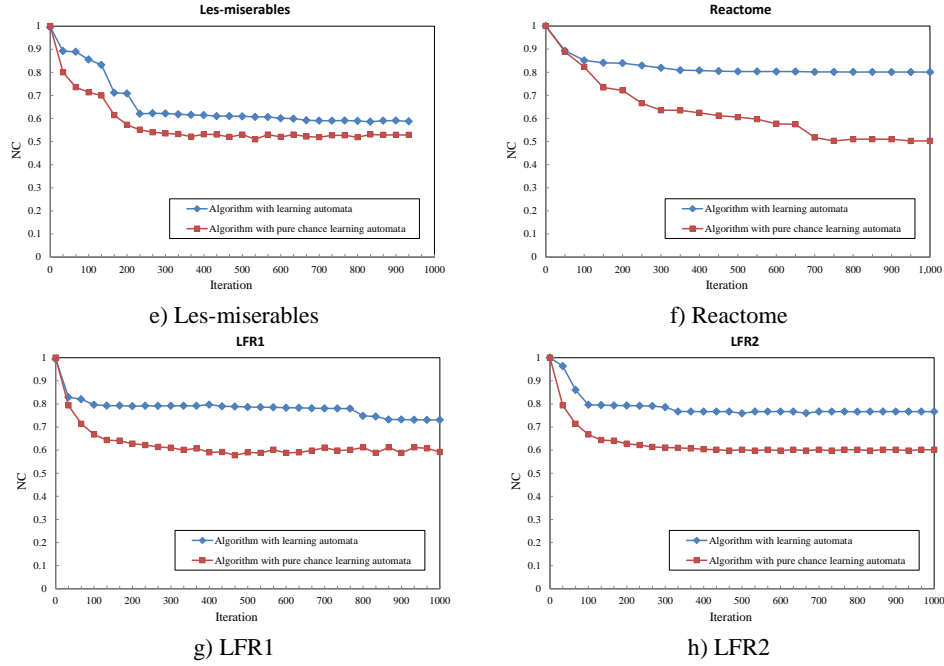 Les-miserables
1
0.9
0.8
0.7
0.6
0.5
0.4
0.3
0.2
0.1
0
NC
Algorithm with learning automata
Algorithm with pure chance learning automata
0 100 200 300 400 500 600 700 800 900 1000
Iteration
e) Les-miserables
Reactome
1
0.9
0.8
0.7
0.6
0.5
0.4
0.3
0.2
0.1
0
NC
Algorithm with learning automata
Algorithm with pure chance learning automata
0 100 200 300 400 500 600 700 800 900 1,000
Iteration
f) Reactome
LFR1
1
0.9
0.8
0.7
0.6
0.5
0.4
0.3
0.2
0.1
0
NC
Algorithm with learning automata
Algorithm with pure chance learning automata
0 100 200 300 400 500 600 700 800 900 1000
Iteration
g) LFR1
LFR2
1
0.9
0.8
0.7
0.6
0.5
0.4
0.3
0.2
0.1
0
NC
Algorithm with learning automata
Algorithm with pure chance learning automata
0 100 200 300 400 500 600 700 800 900 1000
Iteration
h) LFR2